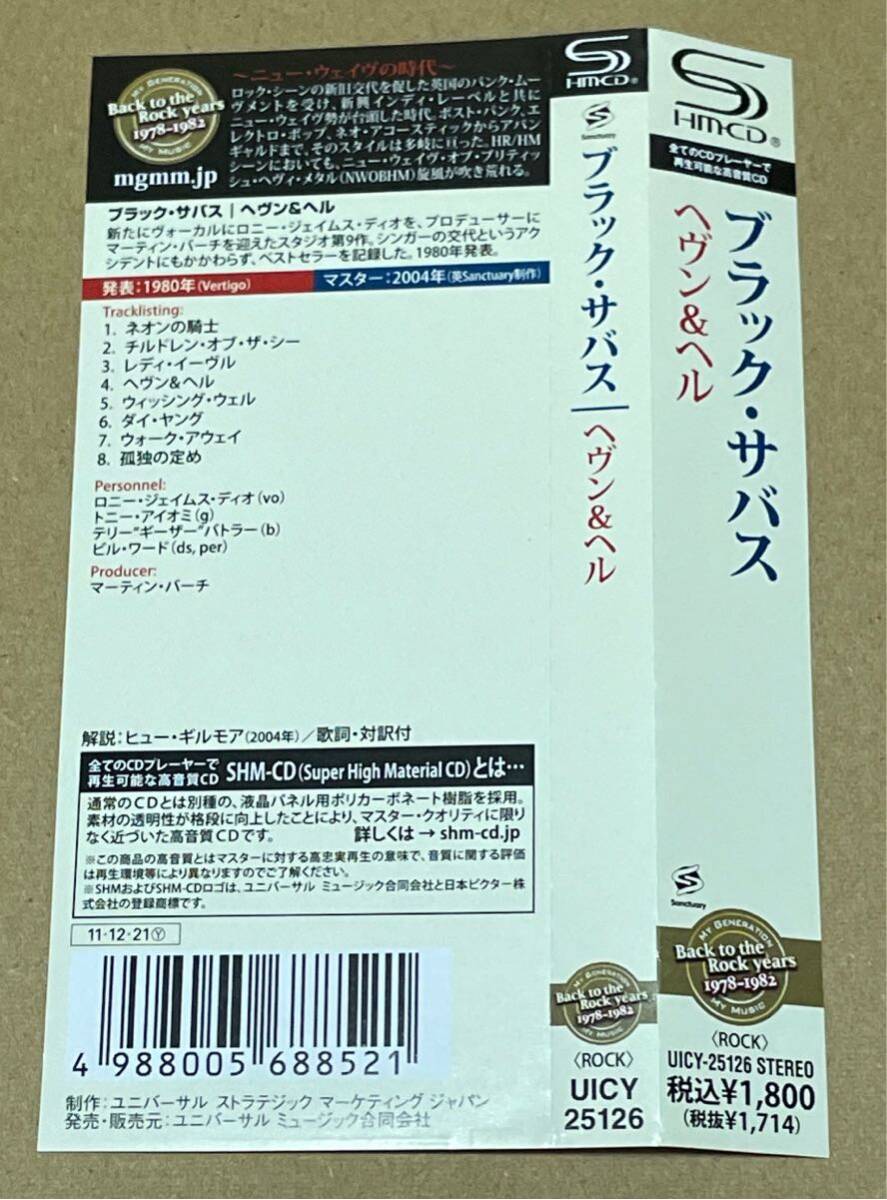 MY GENERATION
Back to the
Rock years
1978-1982
MY MUSIC
mgmm.jp
～ニュー・ウェイヴの時代～
ロック・シーンの新旧交代を促した英国のパンク・ムー
ヴメントを受け、新興インディ・レーベルと共に
ニュー・ウェイヴ勢が台頭した時代。ポスト・パンク、エ
レクトロ・ポップ、ネオ・アコースティックからアバン
ギャルドまで、そのスタイルは多岐に亘った。HR/HM
シーンにおいても、ニュー・ウェイヴ・オブ・ブリティッ
シュ・ヘヴィ・メタル(NWOBHM)旋風が吹き荒れる。
ブラック・サバス | ヘヴン&ヘル
新たにヴォーカルにロニー・ジェイムス・ディオを、プロデューサーに
マーティン・バーチを迎えたスタジオ第9作。シンガーの交代というアク
シデントにもかかわらず、ベストセラーを記録した。1980年発表。
発表：1980年(Vertigo)
マスター：2004年(英Sanctuary制作)
Tracklisting:
1. ネオンの騎士
2. チルドレン・オブ・ザ・シー
3. レディ・イーヴル
4. ヘヴン&ヘル
5. ウィッシング・ウェル
6. ダイ・ヤング
7. ウォーク・アウェイ
8. 孤独の定め
Personnel:
ロニー・ジェイムス・ディオ(vo)
トニー・アイオミ(g)
テリー"ギーザー"バトラー(b)
ビル・ワード(ds, per)
Producer:
マーティン・バーチ
解説：ヒュー・ギルモア(2004年)／歌詞・対訳付
全てのCDプレーヤーで
再生可能な高音質CD
SHM-CD(Super High Material CD)とは…
通常のCDとは別種の、液晶パネル用ポリカーボネート樹脂を採用。
素材の透明性が格段に向上したことにより、マスター・クオリティに限り
なく近づいた高音質CDです。 詳しくは→shm-cd.jp
※この商品の高音質とはマスターに対する高忠実再生の意味で、音質に関する評価
は再生環境等により異なりますのでご了解ください。
※SHMおよびSHM-CDロゴは、ユニバーサル ミュージック合同会社と日本ビクター株
式会社の登録商標です。
11・12・21Ⓨ
4 988005 688521
制作：ユニバーサル ストラテジック マーケティング ジャパン
発売・販売元：ユニバーサル ミュージック合同会社
SHM-CD®
Sanctuary
ブラック・サバス | ヘヴン&ヘル
MY GENERATION
Back to the
Rock years
1978-1982
MY MUSIC
〈ROCK〉
UICY
25126
SHM-CD®
全てのCDプレーヤーで
再生可能な高音質CD
ブラック・サバス
ヘヴン&ヘル
Sanctuary
MY GENERATION
Back to the
Rock years
1978-1982
MY MUSIC
〈ROCK〉
UICY-25126 STEREO
税込¥1,800
(税抜¥1,714)